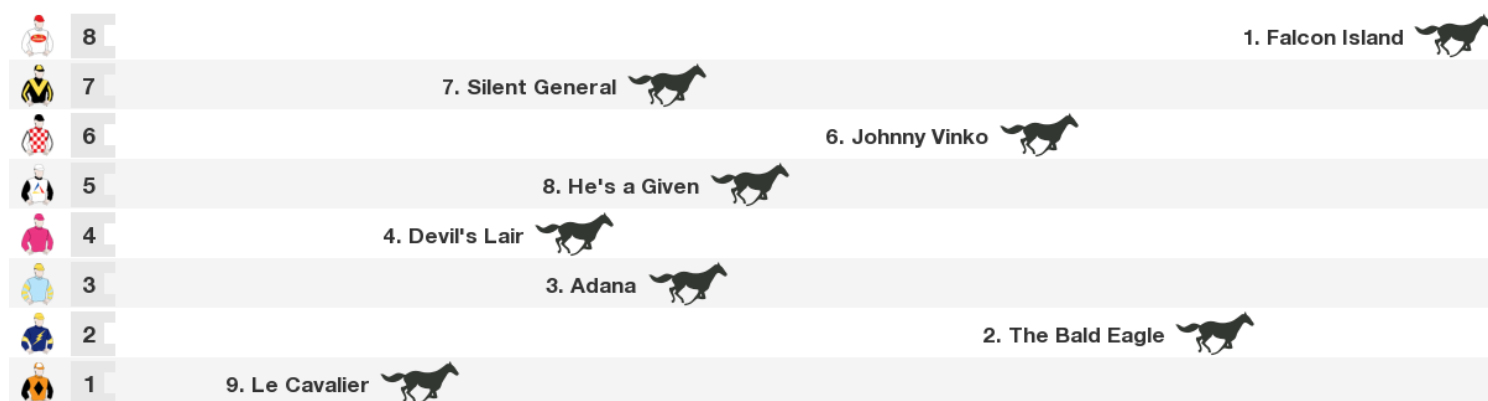 8 1. Falcon Island
7 7. Silent General
6 6. Johnny Vinko
5 8. He's a Given
4 4. Devil's Lair
3 3. Adana
2 2. The Bald Eagle
1 9. Le Cavalier